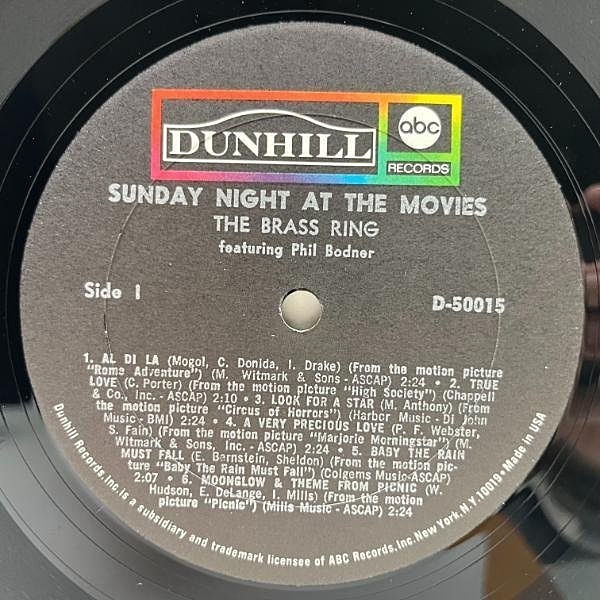 DUNHILL
abc
RECORDS
SUNDAY NIGHT AT THE MOVIES
THE BRASS RING
featuring Phil Bodner
Side 1
D-50015
1. AL DI LA (Mogol, C. Donida, I. Drake) (From the motion picture
"Rome Adventure") (M. Witmark & Sons - ASCAP) 2:24 • 2. TRUE
LOVE (C. Porter) (From the motion picture "High Society") (Chappell
& Co., Inc. - ASCAP) 2:10 • 3. LOOK FOR A STAR (M. Anthony) (From
the motion picture "Circus of Horrors") (Harbor Music - Di John
Music - BMI) 2:24 • 4. A VERY PRECIOUS LOVE (P. F. Webster,
S. Fain) (From the motion picture "Marjorie Morningstar") (M.
Witmark & Sons, Inc. - ASCAP) 2:24 • 5. BABY THE RAIN
MUST FALL (E. Bernstein, Sheldon) (From the motion pic-
ture "Baby The Rain Must Fall") (Colgems Music-ASCAP)
2:07 • 6. MOONGLOW & THEME FROM PICNIC (W.
Hudson, E. DeLange, I. Mills) (From the motion
picture "Picnic") (Mills Music - ASCAP) 2:24
Dunhill Records, Inc. is a subsidiary and trademark licensee of ABC Records, Inc. New York, N.Y. 10019 • Made in USA